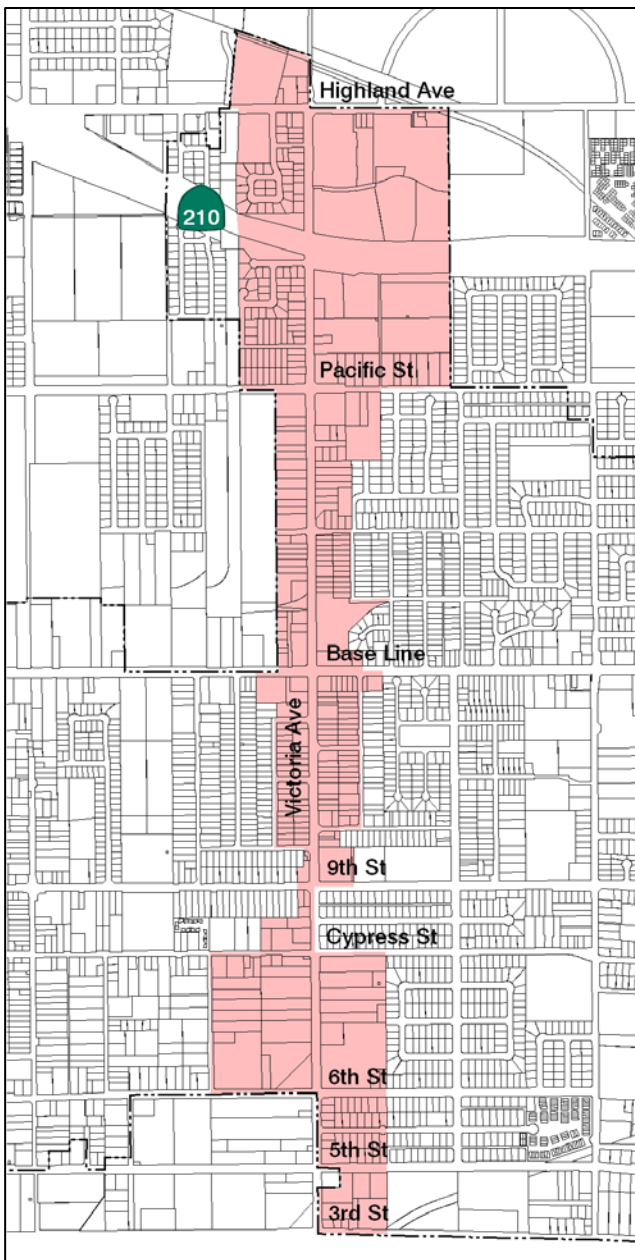 Highland Ave
210
Pacific St
Base Line
Victoria Ave
9th St
Cypress St
6th St
5th St
3rd St